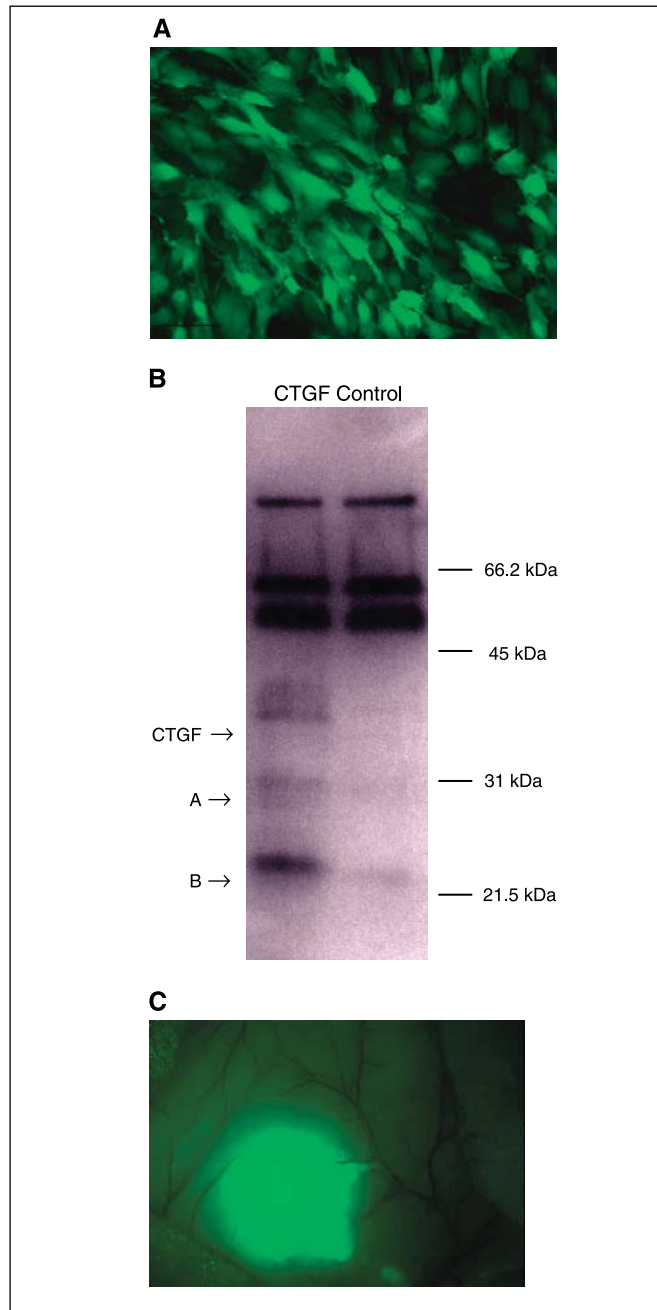 A
B
CTGF Control
66.2 kDa
45 kDa
CTGF →
31 kDa
A →
B →
21.5 kDa
C